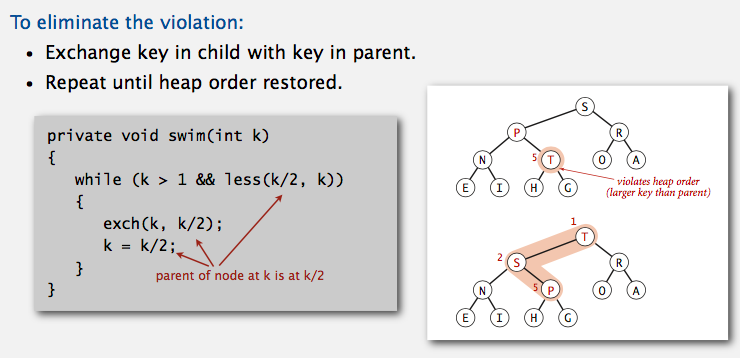 To eliminate the violation:
• Exchange key in child with key in parent.
• Repeat until heap order restored.
private void swim(int k)
{
while (k > 1 && less(k/2, k))
{
exch(k, k/2);
k = k/2;
}
}
parent of node at k is at k/2
S
P
R
N
5 T
O
A
E
I
H
G
violates heap order
(larger key than parent)
1
T
2
S
R
N
5 P
O
A
E
I
H
G